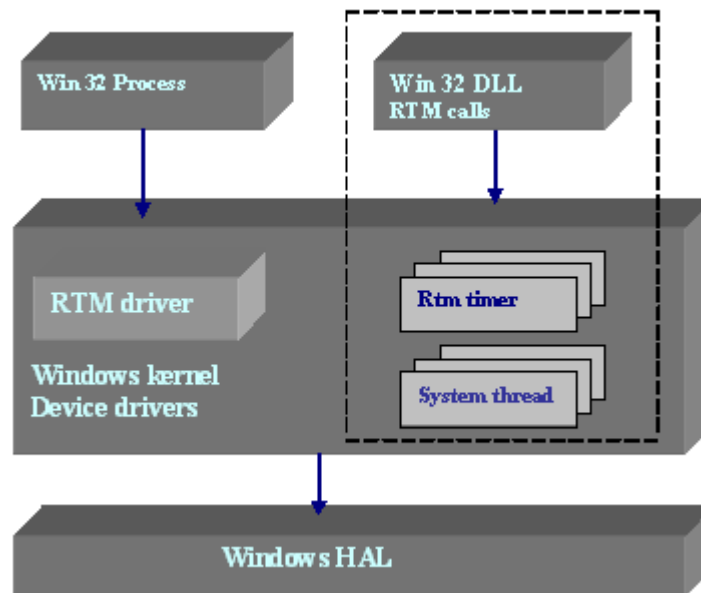 Win 32 Process
Win 32 DLL
RTM calls
RTM driver
Windows kernel
Device drivers
Rtm timer
System thread
Windows HAL